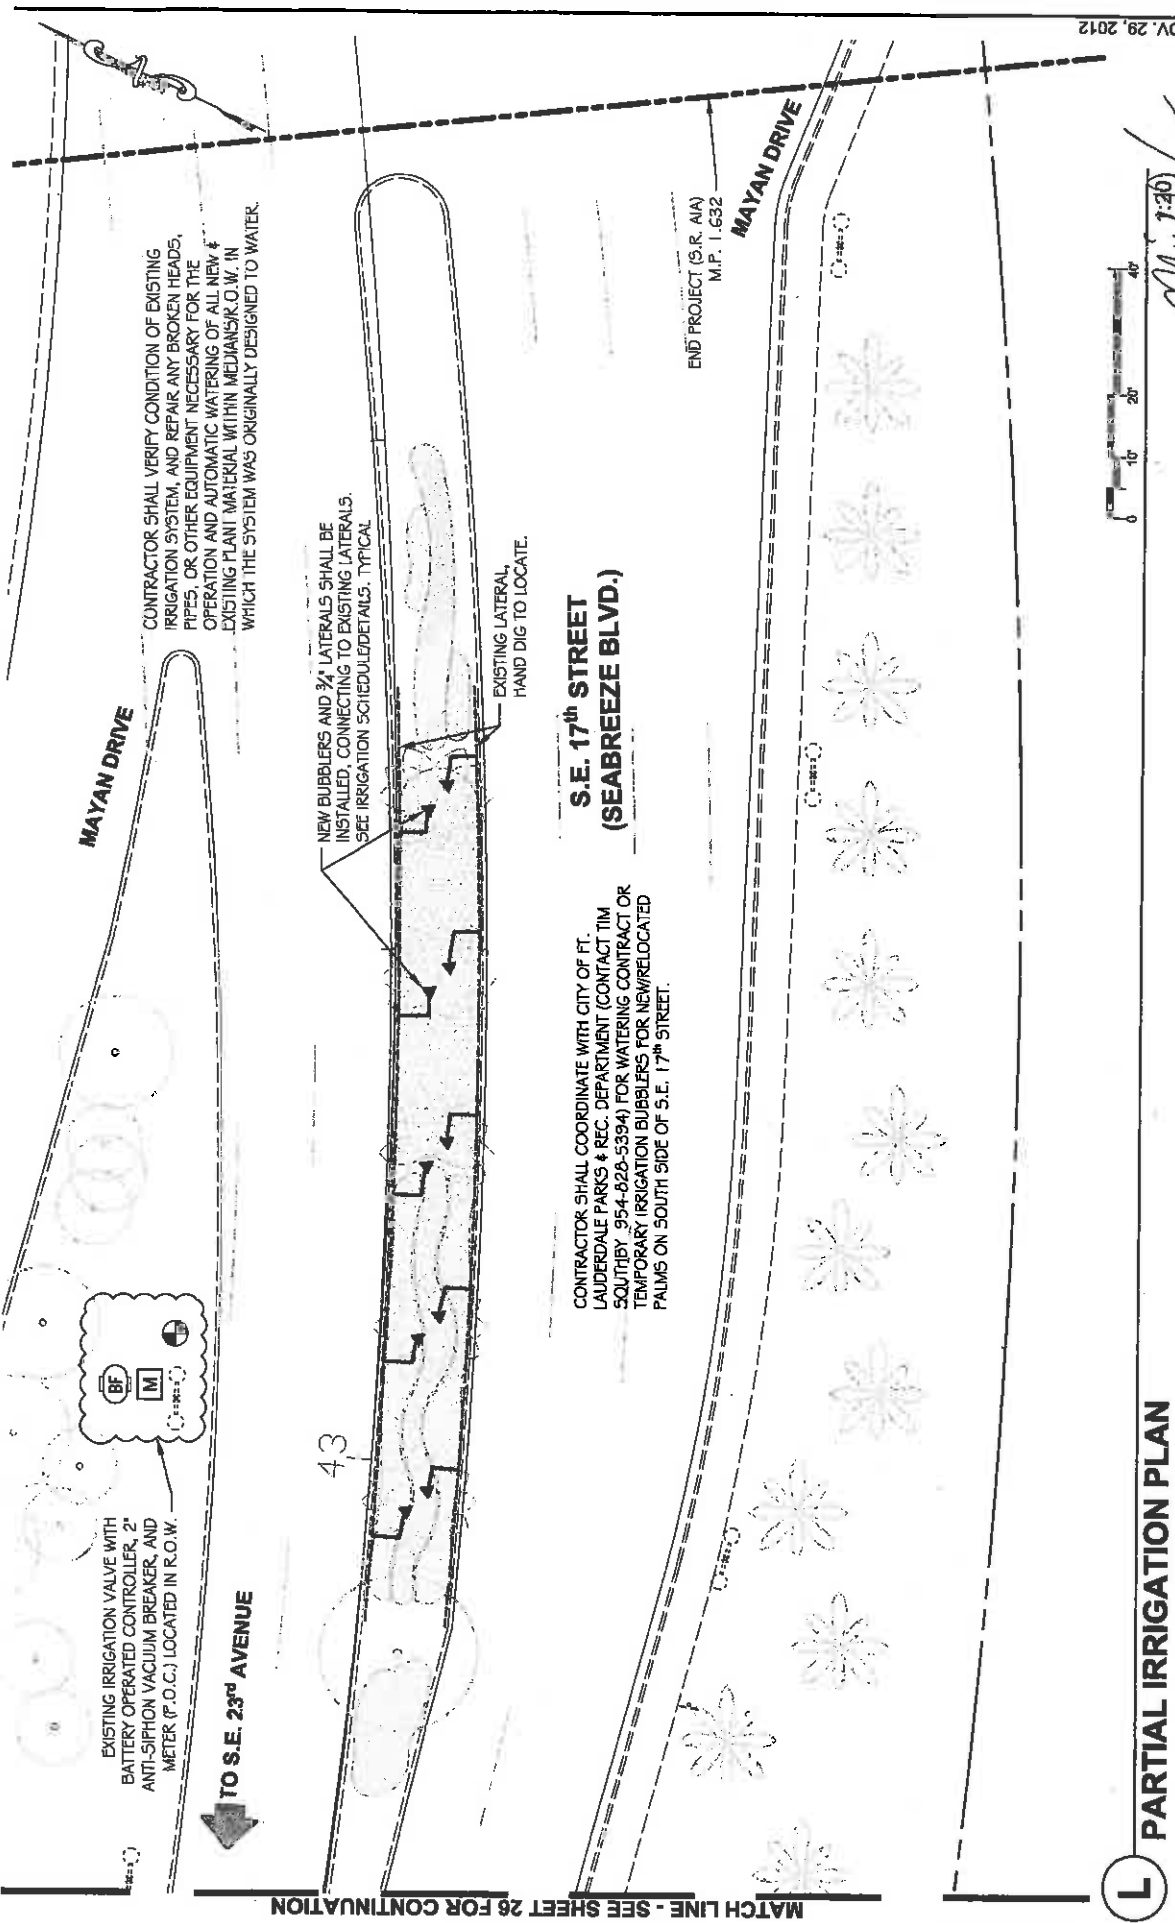 MAYAN DRIVE
CONTRACTOR SHALL VERIFY CONDITION OF EXISTING
IRRIGATION SYSTEM, AND REPAIR ANY BROKEN HEADS,
PIPES, OR OTHER EQUIPMENT NECESSARY FOR THE
OPERATION AND AUTOMATIC WATERING OF ALL NEW &
EXISTING PLANT MATERIAL WITHIN MEDIANS/R.O.W. IN
WHICH THE SYSTEM WAS ORIGINALLY DESIGNED TO WATER.
EXISTING IRRIGATION VALVE WITH
BATTERY OPERATED CONTROLLER, 2"
ANTI-SIPHON VACUUM BREAKER, AND
METER (P.O.C.) LOCATED IN R.O.W.
BF
M
TO S.E. 23rd AVENUE
43
NEW BUBBLERS AND 3/4" LATERALS SHALL BE
INSTALLED, CONNECTING TO EXISTING LATERALS.
SEE IRRIGATION SCHEDULE/DETAILS. TYPICAL
EXISTING LATERAL,
HAND DIG TO LOCATE.
S.E. 17th STREET
(SEABREEZE BLVD.)
CONTRACTOR SHALL COORDINATE WITH CITY OF FT.
LAUDERDALE PARKS & REC. DEPARTMENT (CONTACT TIM
SOUTHBY 954-828-5394) FOR WATERING CONTRACT OR
TEMPORARY IRRIGATION BUBBLERS FOR NEW/RELOCATED
PALMS ON SOUTH SIDE OF S.E. 17th STREET.
END PROJECT (S.R. A1A)
M.P. 1.632
MAYAN DRIVE
MATCH LINE - SEE SHEET 26 FOR CONTINUATION
0 10' 20' 40'
L
PARTIAL IRRIGATION PLAN
OV. 29, 2012